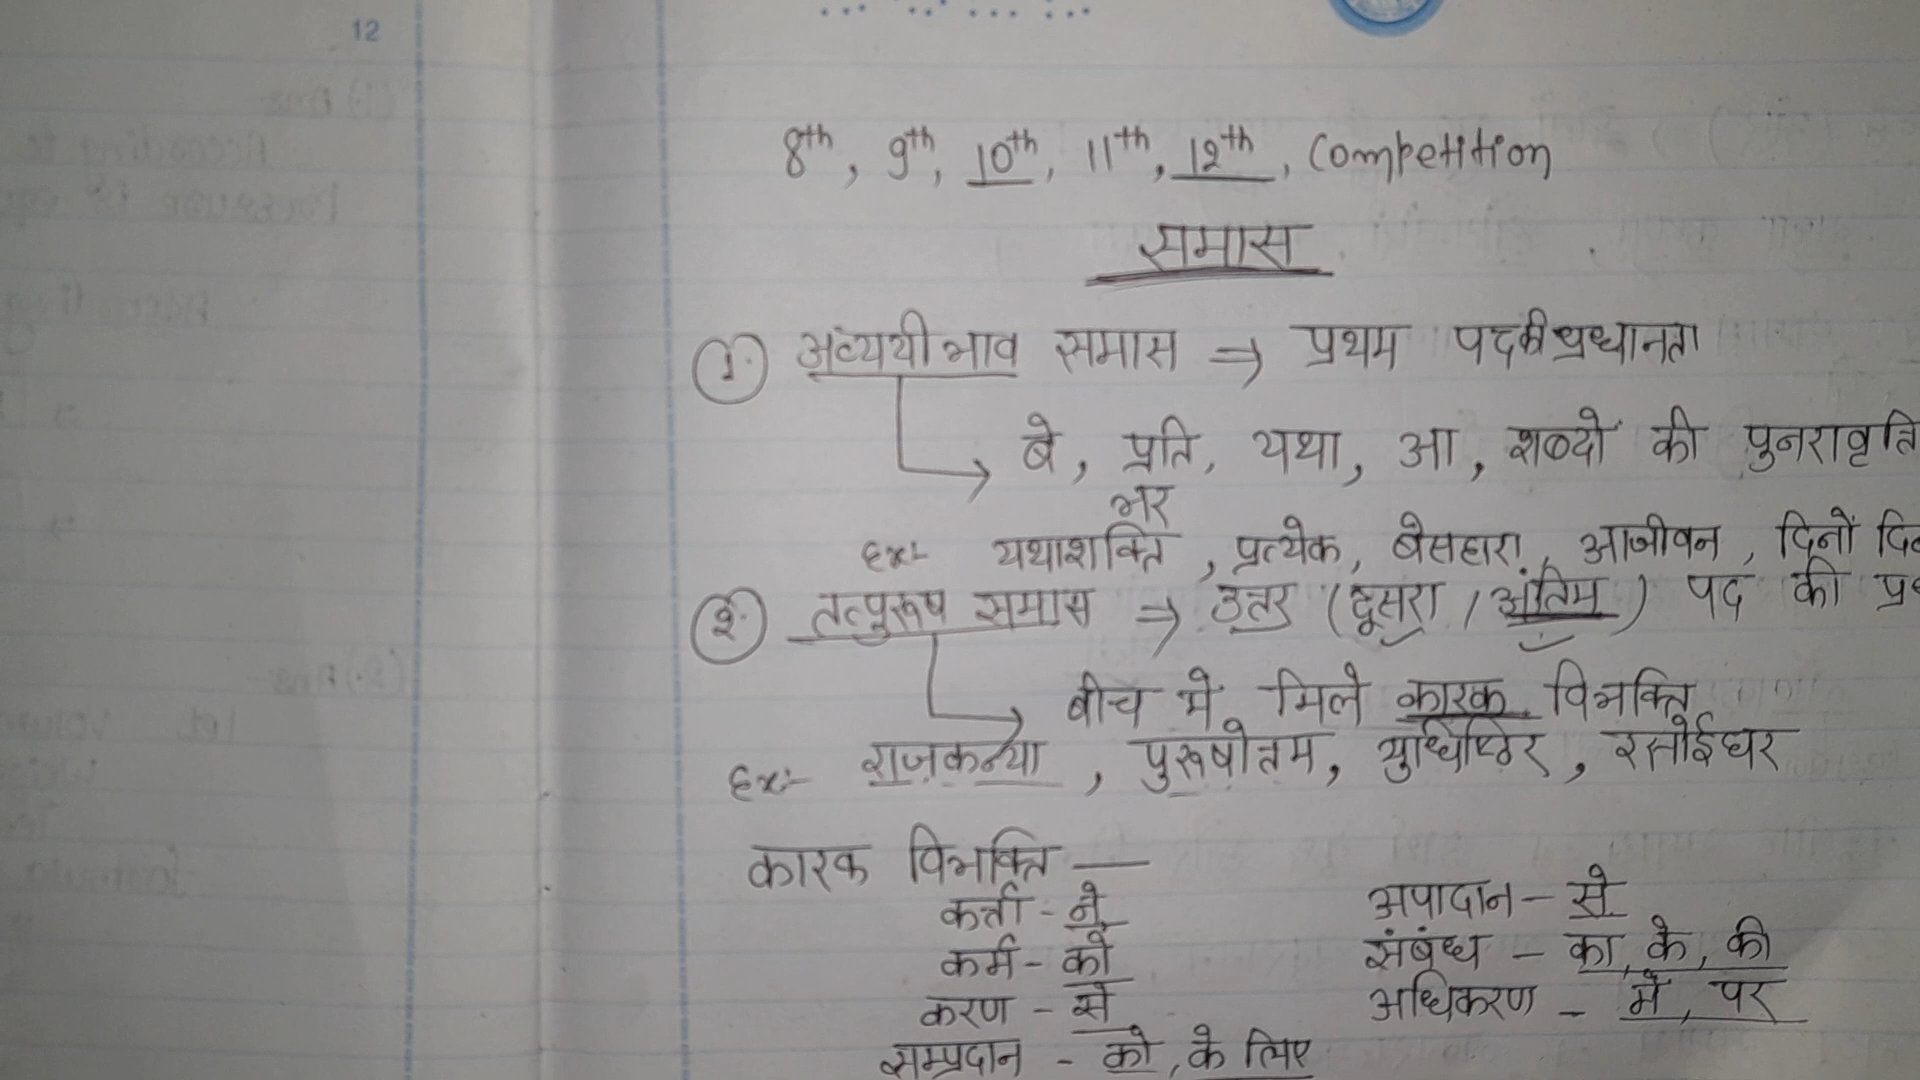 12
8th, 9th, 10th, 11th, 12th, Competition
समास
1. अव्ययीभाव समास ⇒ प्रथम पद की प्रधानता
बे, प्रति, यथा, आ, शब्दों की पुनरावृति
भर
Ex:- यथाशक्ति, प्रत्येक, बेसहारा, आजीवन, दिनों
2. तत्पुरूष समास ⇒ उत्तर (दूसरा / अंतिम) पद की
बीच में मिले कारक विभक्ति
Ex:- राजकन्या, पुरूषोतम, युधिष्ठिर, रसोईघर
कारक विभक्ति —
कर्त्ता - ने अपादान - से
कर्म - को संबंध - का, के, की
करण - से अधिकरण - में, पर
सम्प्रदान - को, के लिए